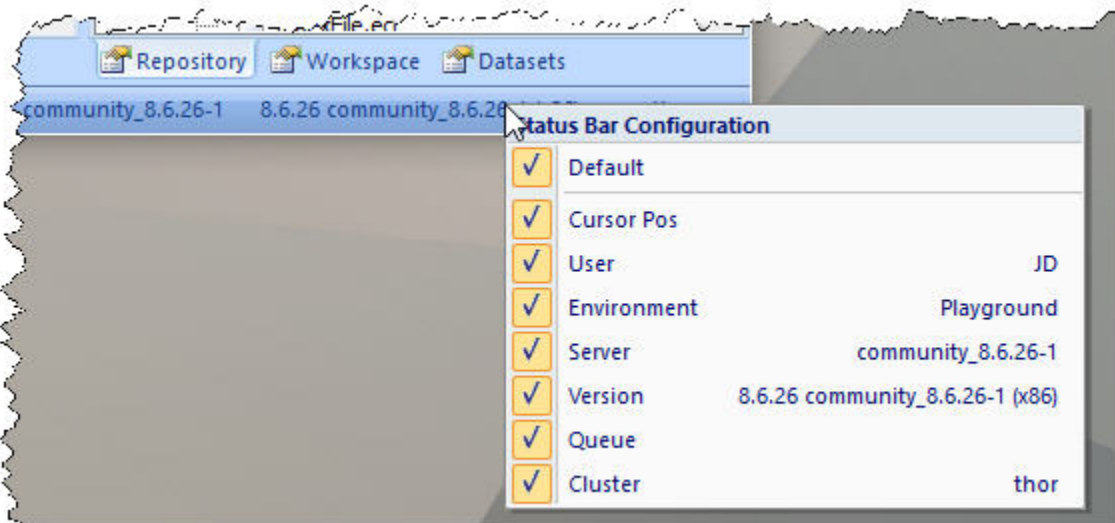 Repository Workspace Datasets
community_8.6.26-1 8.6.26 community_8.6.26
Status Bar Configuration
Default
Cursor Pos
User JD
Environment Playground
Server community_8.6.26-1
Version 8.6.26 community_8.6.26-1 (x86)
Queue
Cluster thor